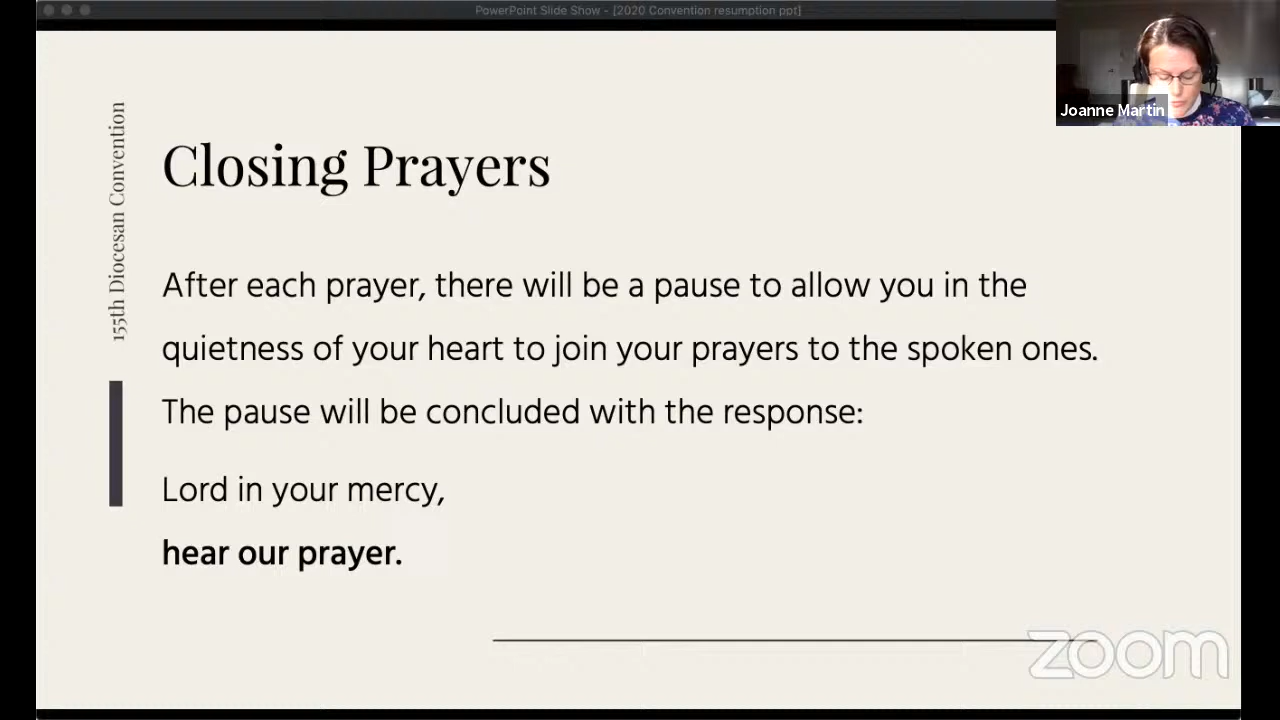 PowerPoint Slide Show - [2020 Convention resumption ppt]
Joanne Martin
155th Diocesan Convention
Closing Prayers
After each prayer, there will be a pause to allow you in the
quietness of your heart to join your prayers to the spoken ones.
The pause will be concluded with the response:
Lord in your mercy,
hear our prayer.
zoom